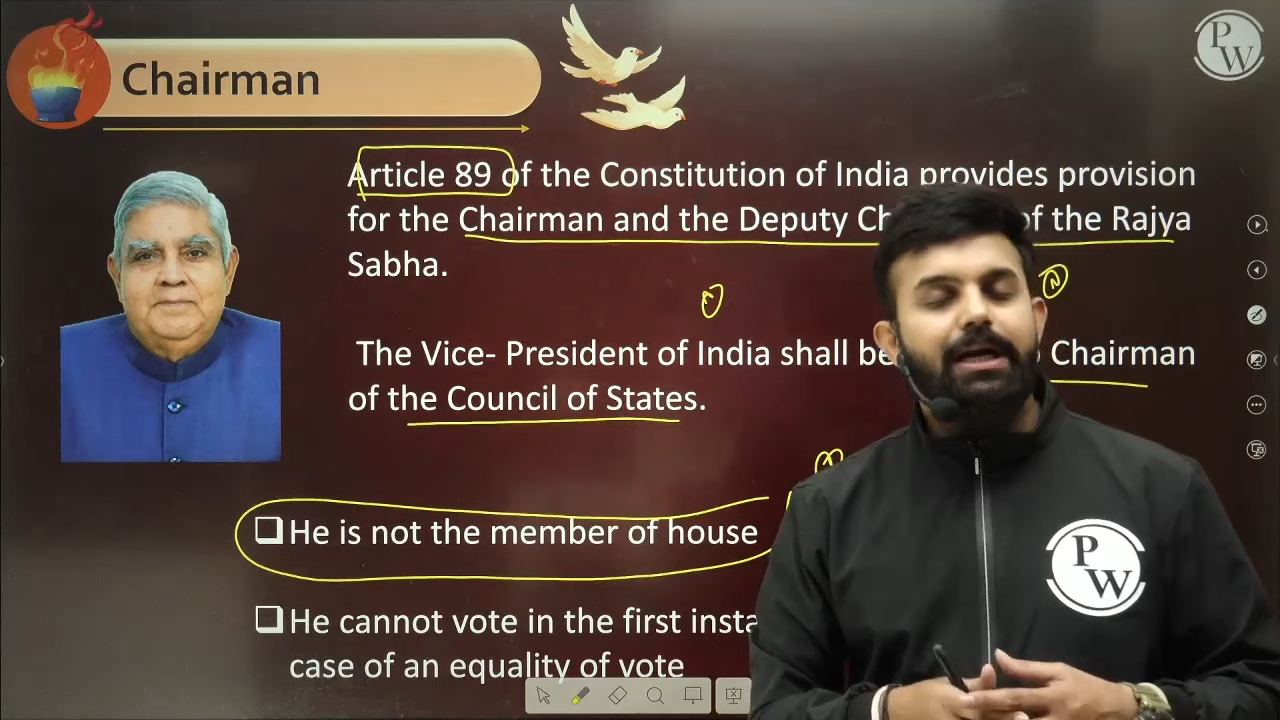 Chairman
PW
Article 89 of the Constitution of India provides provision
for the Chairman and the Deputy Ch of the Rajya
Sabha.
The Vice- President of India shall be Chairman
of the Council of States.
❑ He is not the member of house
❑ He cannot vote in the first insta
case of an equality of vote
PW